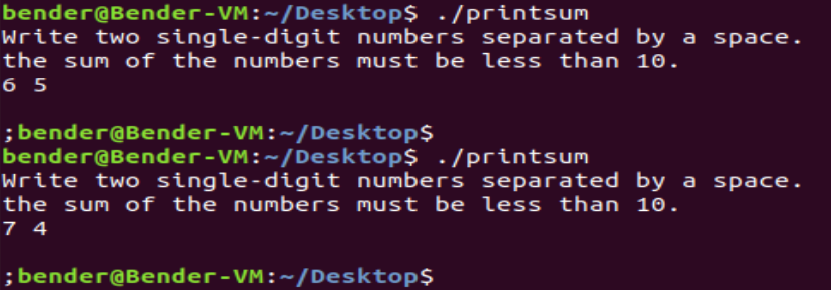 bender@Bender-VM:~/Desktop$ ./printsum
Write two single-digit numbers separated by a space.
the sum of the numbers must be less than 10.
6 5

;bender@Bender-VM:~/Desktop$
bender@Bender-VM:~/Desktop$ ./printsum
Write two single-digit numbers separated by a space.
the sum of the numbers must be less than 10.
7 4

;bender@Bender-VM:~/Desktop$